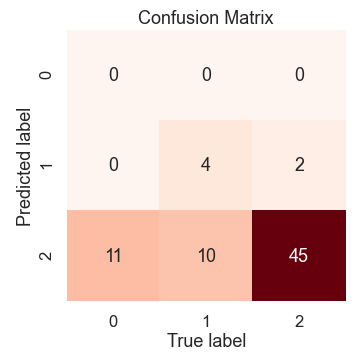 Confusion Matrix
Predicted label
0 0 0 0
1 0 4 2
2 11 10 45
0 1 2
True label